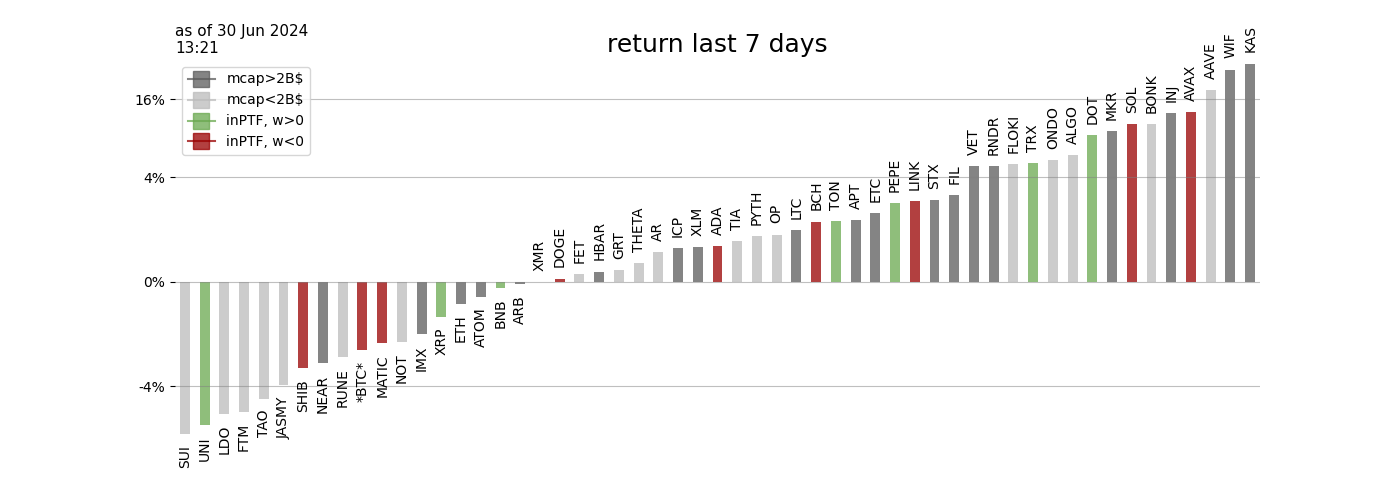 as of 30 Jun 2024
13:21
return last 7 days
mcap>2B$
mcap<2B$
inPTF, w>0
inPTF, w<0
16%
4%
0%
-4%
SUI
UNI
LDO
FTM
TAO
JASMY
SHIB
NEAR
RUNE
*BTC*
MATIC
NOT
IMX
XRP
ETH
ATOM
BNB
ARB
XMR
DOGE
FET
HBAR
GRT
THETA
AR
ICP
XLM
ADA
TIA
PYTH
OP
LTC
BCH
TON
APT
ETC
PEPE
LINK
STX
FIL
VET
RNDR
FLOKI
TRX
ONDO
ALGO
DOT
MKR
SOL
BONK
INJ
AVAX
AAVE
WIF
KAS